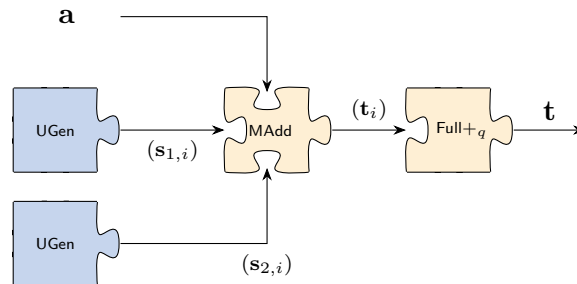 a
(t_i)
t
UGen
MAdd
Full+_q
(s_{1,i})
UGen
(s_{2,i})